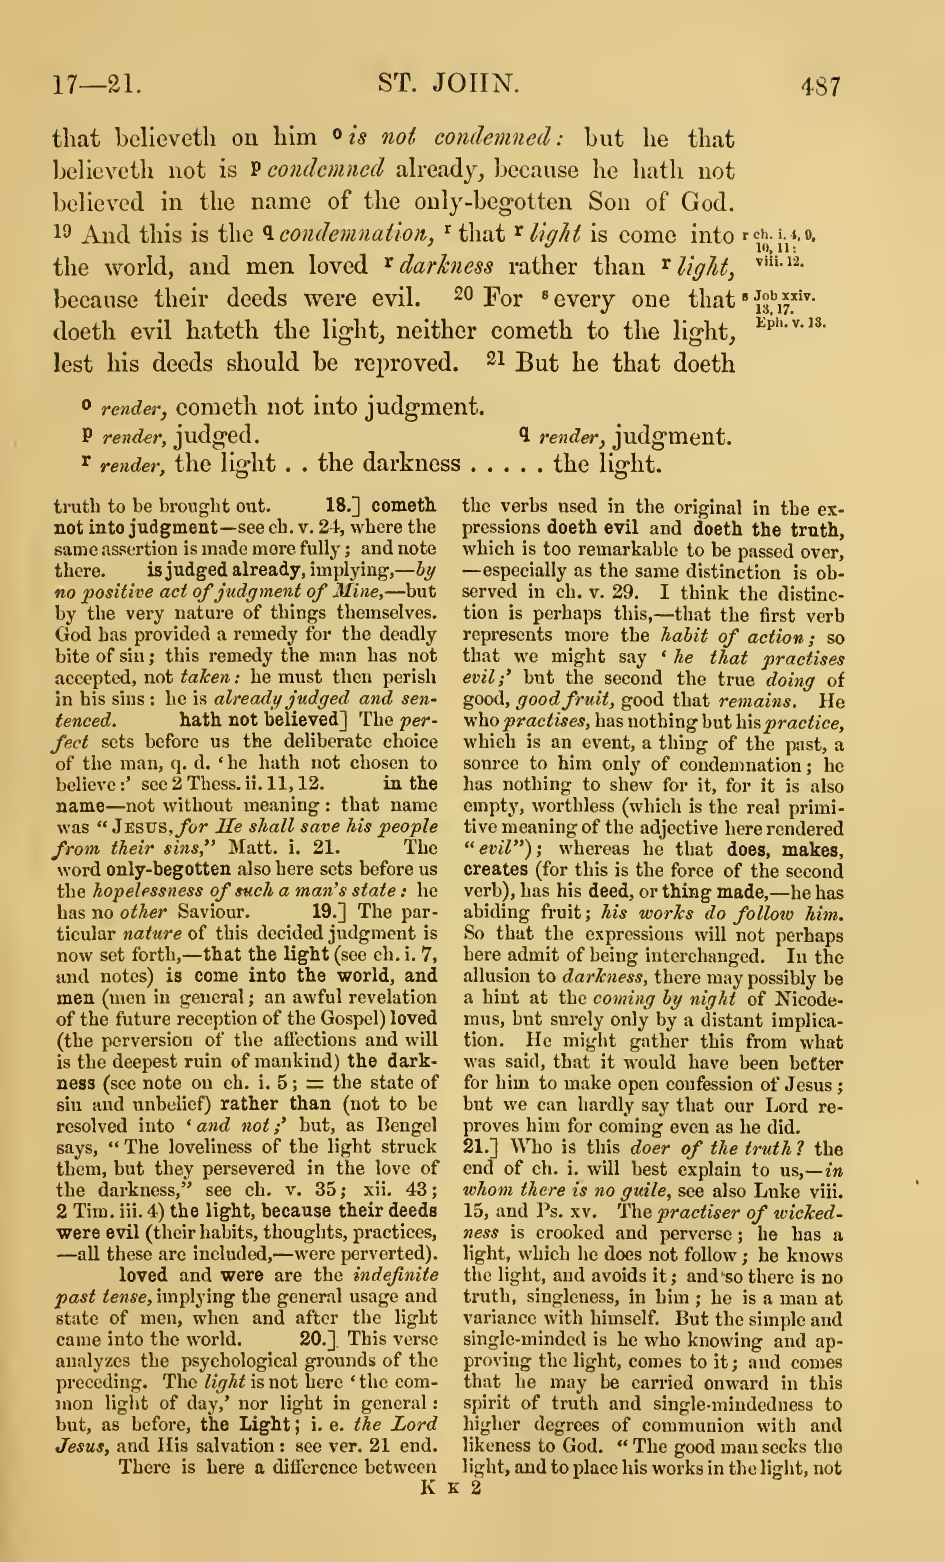 17—21. ST. JOHN. 487
that believeth on him o is not condemned: but he that
believeth not is p condemned already, because he hath not
believed in the name of the only-begotten Son of God.
19 And this is the q condemnation, r that r light is come into
the world, and men loved r darkness rather than r light,
because their deeds were evil. 20 For s every one that
doeth evil hateth the light, neither cometh to the light,
lest his deeds should be reproved. 21 But he that doeth
r ch. i. 4, 9,
10, 11:
viii. 12.
s Job xxiv.
13, 17.
Eph. v. 13.
o render, cometh not into judgment.
p render, judged. q render, judgment.
r render, the light . . the darkness . . . . . the light.
truth to be brought out. 18.] cometh
not into judgment—see ch. v. 24, where the
same assertion is made more fully; and note
there. is judged already, implying,—by
no positive act of judgment of Mine,—but
by the very nature of things themselves.
God has provided a remedy for the deadly
bite of sin; this remedy the man has not
accepted, not taken: he must then perish
in his sins: he is already judged and sen-
tenced. hath not believed] The per-
fect sets before us the deliberate choice
of the man, q. d. ‘he hath not chosen to
believe:’ see 2 Thess. ii. 11, 12. in the
name—not without meaning: that name
was “JESUS, for He shall save his people
from their sins,” Matt. i. 21. The
word only-begotten also here sets before us
the hopelessness of such a man's state: he
has no other Saviour. 19.] The par-
ticular nature of this decided judgment is
now set forth,—that the light (see ch. i. 7,
and notes) is come into the world, and
men (men in general; an awful revelation
of the future reception of the Gospel) loved
(the perversion of the affections and will
is the deepest ruin of mankind) the dark-
ness (see note on ch. i. 5; = the state of
sin and unbelief) rather than (not to be
resolved into ‘and not;’ but, as Bengel
says, “The loveliness of the light struck
them, but they persevered in the love of
the darkness,” see ch. v. 35; xii. 43;
2 Tim. iii. 4) the light, because their deeds
were evil (their habits, thoughts, practices,
—all these are included,—were perverted).
loved and were are the indefinite
past tense, implying the general usage and
state of men, when and after the light
came into the world. 20.] This verse
analyzes the psychological grounds of the
preceding. The light is not here ‘the com-
mon light of day,’ nor light in general:
but, as before, the Light; i. e. the Lord
Jesus, and His salvation: see ver. 21 end.
There is here a difference between
the verbs used in the original in the ex-
pressions doeth evil and doeth the truth,
which is too remarkable to be passed over,
—especially as the same distinction is ob-
served in ch. v. 29. I think the distinc-
tion is perhaps this,—that the first verb
represents more the habit of action; so
that we might say ‘he that practises
evil;’ but the second the true doing of
good, good fruit, good that remains. He
who practises, has nothing but his practice,
which is an event, a thing of the past, a
source to him only of condemnation; he
has nothing to shew for it, for it is also
empty, worthless (which is the real primi-
tive meaning of the adjective here rendered
“evil”); whereas he that does, makes,
creates (for this is the force of the second
verb), has his deed, or thing made,—he has
abiding fruit; his works do follow him.
So that the expressions will not perhaps
here admit of being interchanged. In the
allusion to darkness, there may possibly be
a hint at the coming by night of Nicode-
mus, but surely only by a distant implica-
tion. He might gather this from what
was said, that it would have been better
for him to make open confession of Jesus;
but we can hardly say that our Lord re-
proves him for coming even as he did.
21.] Who is this doer of the truth? the
end of ch. i. will best explain to us,—in
whom there is no guile, see also Luke viii.
15, and Ps. xv. The practiser of wicked-
ness is crooked and perverse; he has a
light, which he does not follow; he knows
the light, and avoids it; and so there is no
truth, singleness, in him; he is a man at
variance with himself. But the simple and
single-minded is he who knowing and ap-
proving the light, comes to it; and comes
that he may be carried onward in this
spirit of truth and single-mindedness to
higher degrees of communion with and
likeness to God. “The good man seeks the
light, and to place his works in the light, not
K K 2